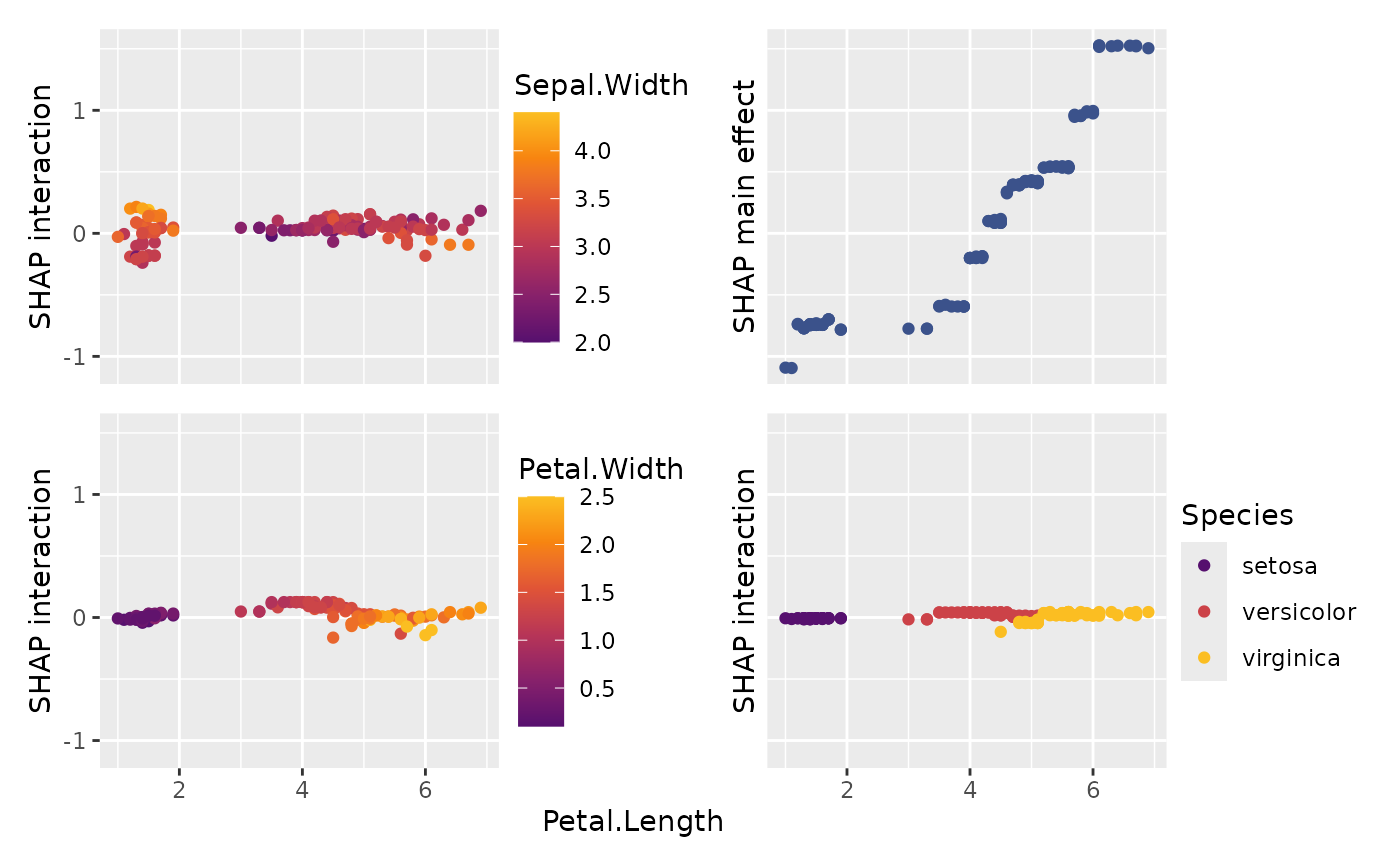 SHAP interaction
1
0
-1
Sepal.Width
4.0
3.5
3.0
2.5
2.0
SHAP main effect
SHAP interaction
1
0
-1
2
4
6
Petal.Width
2.5
2.0
1.5
1.0
0.5
SHAP interaction
2
4
6
Species
setosa
versicolor
virginica
Petal.Length